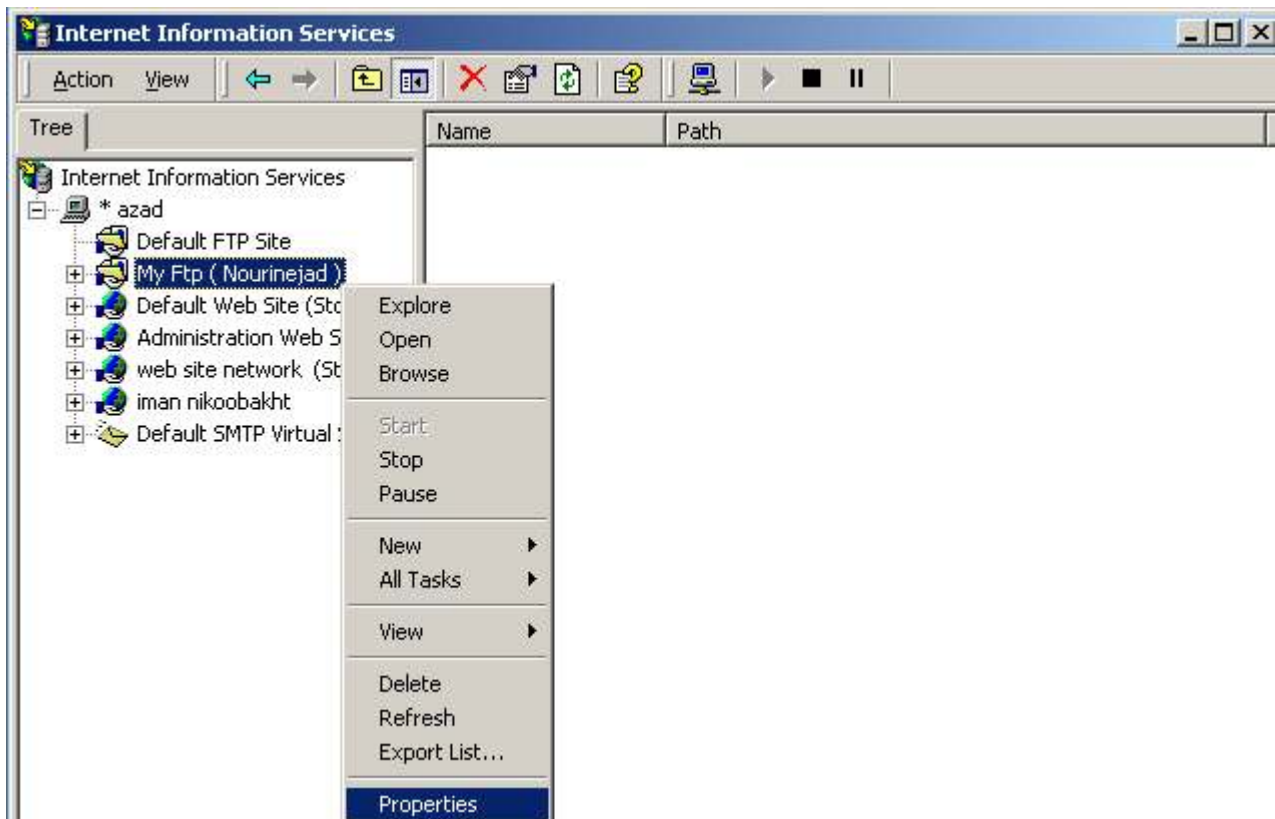 Internet Information Services
Action View
Tree
Name Path
Internet Information Services
* azad
Default FTP Site
My Ftp ( Nourinejad )
Default Web Site (Sto
Administration Web S
web site network (St
iman nikoobakht
Default SMTP Virtual
Explore
Open
Browse
Start
Stop
Pause
New
All Tasks
View
Delete
Refresh
Export List...
Properties